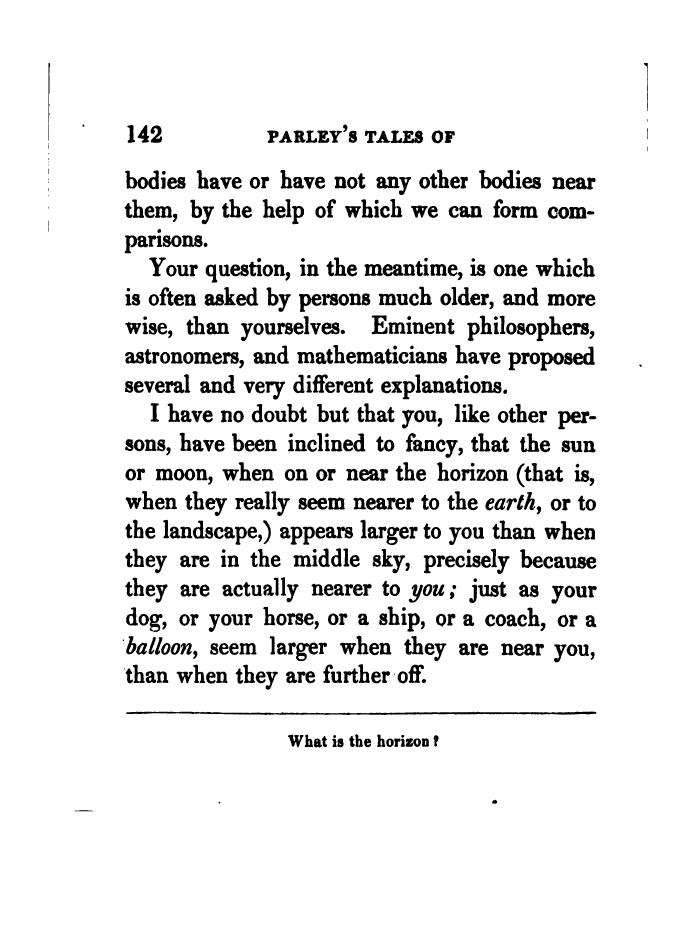 142 PARLEY'S TALES OF
bodies have or have not any other bodies near
them, by the help of which we can form com-
parisons.
Your question, in the meantime, is one which
is often asked by persons much older, and more
wise, than yourselves. Eminent philosophers,
astronomers, and mathematicians have proposed
several and very different explanations.
I have no doubt but that you, like other per-
sons, have been inclined to fancy, that the sun
or moon, when on or near the horizon (that is,
when they really seem nearer to the earth, or to
the landscape,) appears larger to you than when
they are in the middle sky, precisely because
they are actually nearer to you; just as your
dog, or your horse, or a ship, or a coach, or a
balloon, seem larger when they are near you,
than when they are further off.
What is the horizon?